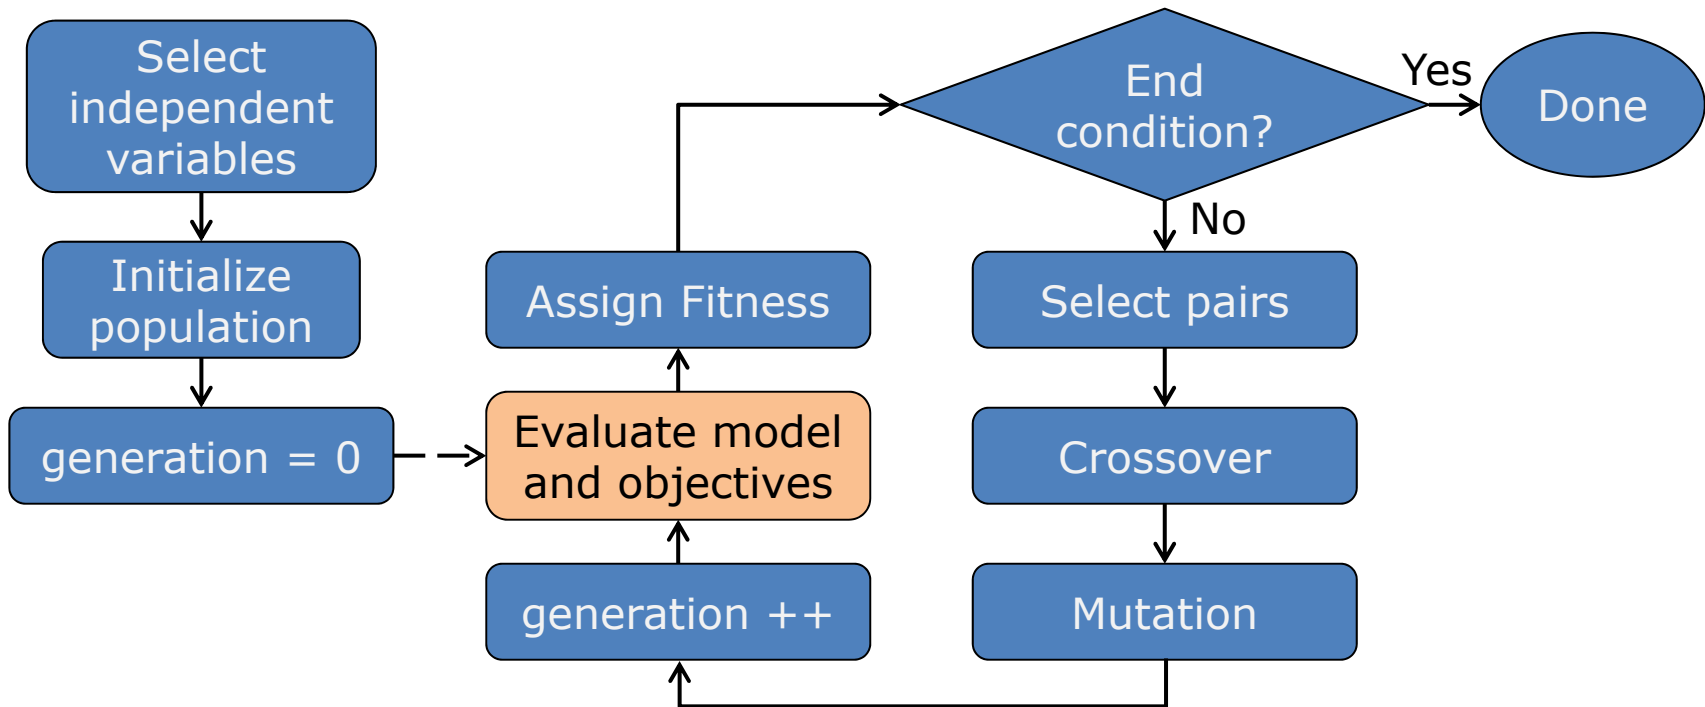 Select
independent
variables
Initialize
population
generation = 0
Evaluate model
and objectives
Assign Fitness
End
condition?
Yes
Done
No
Select pairs
Crossover
Mutation
generation ++